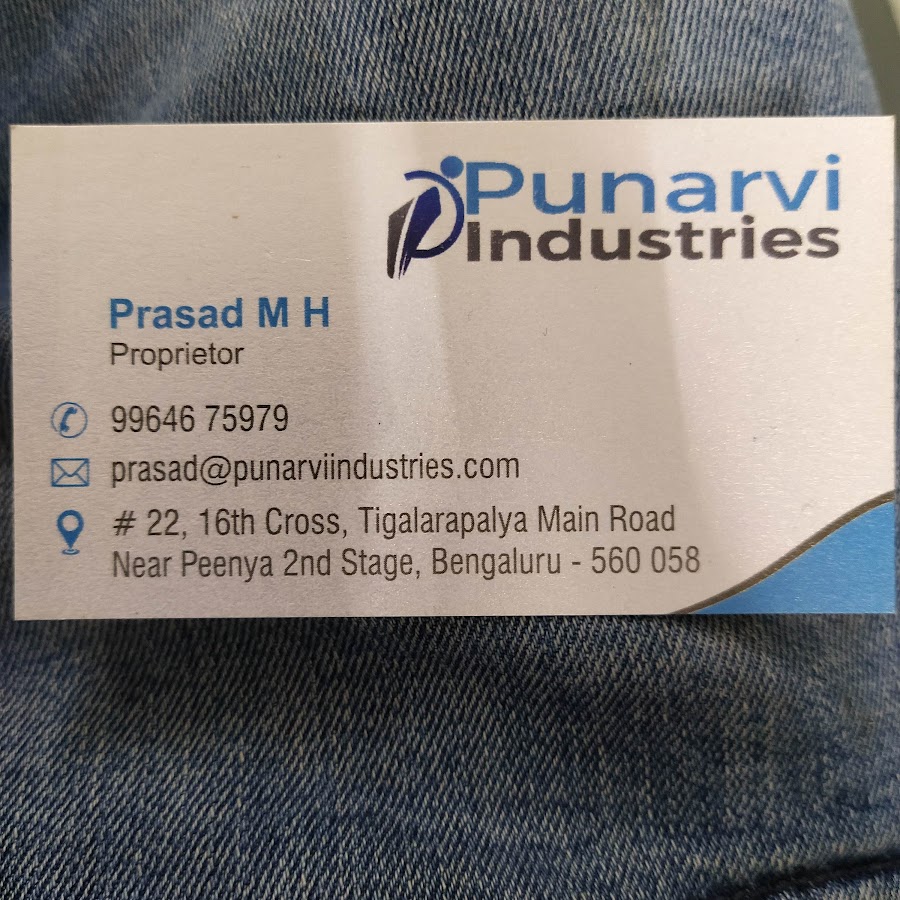 Punarvi
Industries
Prasad M H
Proprietor
99646 75979
prasad@punarviindustries.com
# 22, 16th Cross, Tigalarapalya Main Road
Near Peenya 2nd Stage, Bengaluru - 560 058